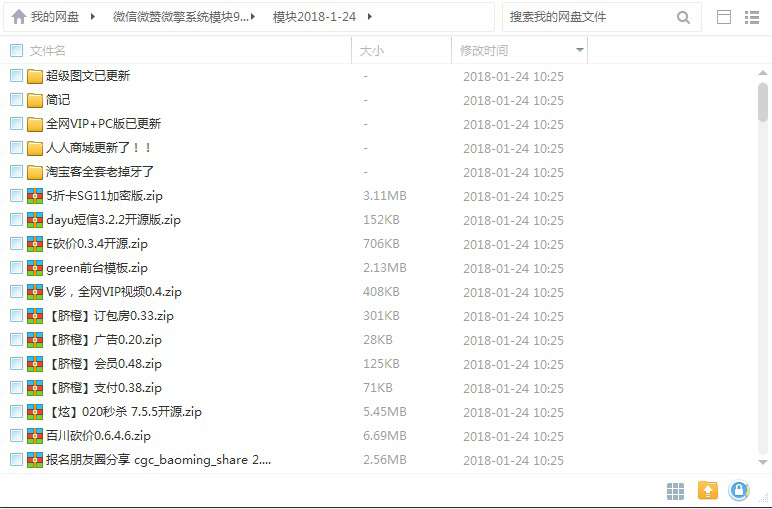 我的网盘 微信微赞微擎系统模块9... 模块2018-1-24 搜索我的网盘文件
文件名 大小 修改时间
超级图文已更新 - 2018-01-24 10:25
简记 - 2018-01-24 10:25
全网VIP+PC版已更新 - 2018-01-24 10:25
人人商城更新了！！ - 2018-01-24 10:25
淘宝客全套老掉牙了 - 2018-01-24 10:25
5折卡SG11加密版.zip 3.11MB 2018-01-24 10:25
dayu短信3.2.2开源版.zip 152KB 2018-01-24 10:25
E砍价0.3.4开源.zip 706KB 2018-01-24 10:25
green前台模板.zip 2.13MB 2018-01-24 10:25
V影，全网VIP视频0.4.zip 408KB 2018-01-24 10:25
【脐橙】订包房0.33.zip 301KB 2018-01-24 10:25
【脐橙】广告0.20.zip 28KB 2018-01-24 10:25
【脐橙】会员0.48.zip 125KB 2018-01-24 10:25
【脐橙】支付0.38.zip 71KB 2018-01-24 10:25
【炫】020秒杀 7.5.5开源.zip 5.45MB 2018-01-24 10:25
百川砍价0.6.4.6.zip 6.69MB 2018-01-24 10:25
报名朋友圈分享 cgc_baoming_share 2.... 2.56MB 2018-01-24 10:25